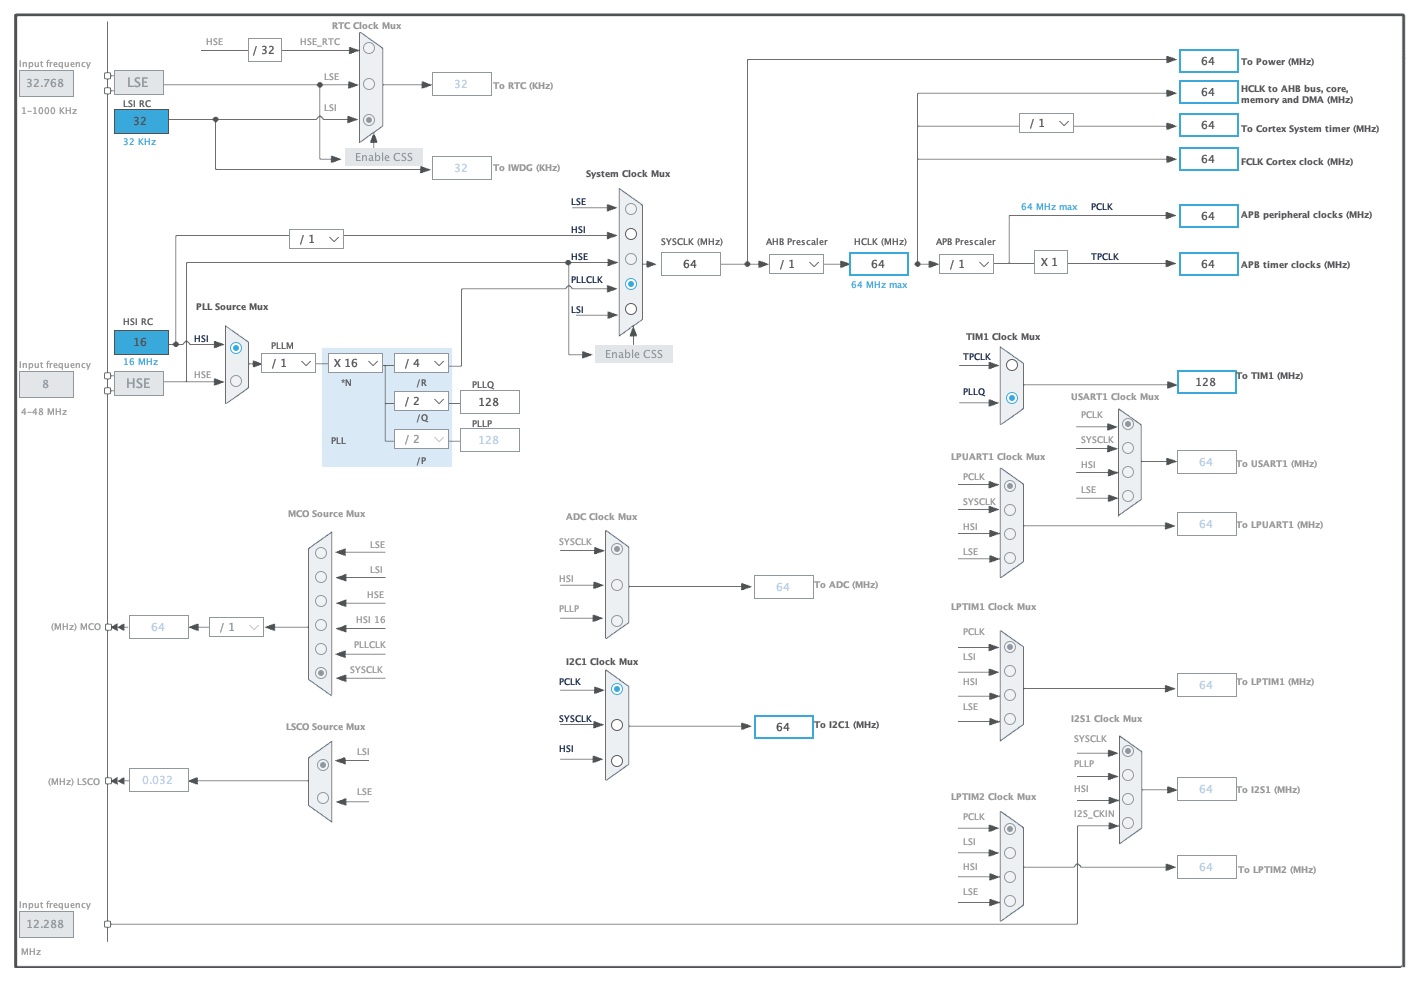 RTC Clock Mux
HSE
/ 32
HSE_RTC
Input frequency
32.768
1-1000 KHz
LSE
LSE
32
To RTC (KHz)
LSI RC
32
32 KHz
LSI
Enable CSS
32
To IWDG (KHz)
System Clock Mux
LSE
HSI
HSE
PLLCLK
LSI
Enable CSS
/ 1
SYSCLK (MHz)
64
AHB Prescaler
/ 1
HCLK (MHz)
64
64 MHz max
APB Prescaler
/ 1
64
To Power (MHz)
64
HCLK to AHB bus, core,
memory and DMA (MHz)
/ 1
64
To Cortex System timer (MHz)
64
FCLK Cortex clock (MHz)
64 MHz max
PCLK
64
APB peripheral clocks (MHz)
X 1
TPCLK
64
APB timer clocks (MHz)
PLL Source Mux
HSI RC
16
16 MHz
HSI
HSE
Input frequency
8
4-48 MHz
HSE
PLLM
/ 1
X 16
*N
/ 4
/R
/ 2
/Q
/ 2
/P
PLL
PLLQ
128
PLLP
128
TIM1 Clock Mux
TPCLK
PLLQ
128
To TIM1 (MHz)
USART1 Clock Mux
PCLK
SYSCLK
HSI
LSE
64
To USART1 (MHz)
LPUART1 Clock Mux
PCLK
SYSCLK
HSI
LSE
64
To LPUART1 (MHz)
MCO Source Mux
LSE
LSI
HSE
HSI 16
PLLCLK
SYSCLK
(MHz) MCO
64
/ 1
ADC Clock Mux
SYSCLK
HSI
PLLP
64
To ADC (MHz)
LPTIM1 Clock Mux
PCLK
LSI
HSI
LSE
64
To LPTIM1 (MHz)
I2C1 Clock Mux
PCLK
SYSCLK
HSI
64
To I2C1 (MHz)
LSCO Source Mux
LSI
LSE
(MHz) LSCO
0.032
I2S1 Clock Mux
SYSCLK
PLLP
HSI
I2S_CKIN
64
To I2S1 (MHz)
LPTIM2 Clock Mux
PCLK
LSI
HSI
LSE
64
To LPTIM2 (MHz)
Input frequency
12.288
MHz